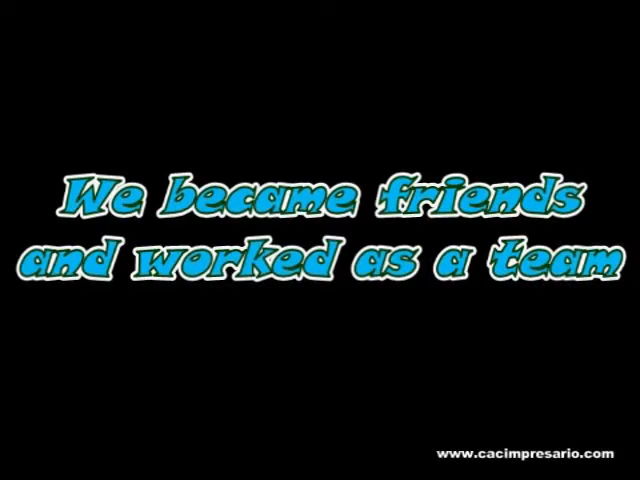 We became friends
and worked as a team
www.cacimpresario.com